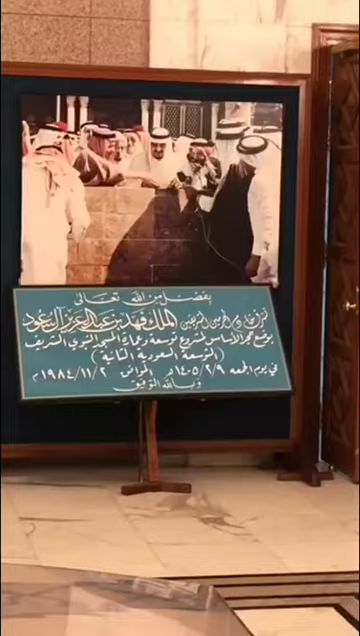 بفضل من الله تعالى
تشرف خادم الحرمين الشريفين الملك فهد بن عبد العزيز آل سعود
بوضع حجر الأساس لمشروع توسعة وعمارة المسجد النبوي الشريف
(التوسعة السعودية الثانية)
في يوم الجمعة ١٤٠٥/٢/٩هـ الموافق ١٩٨٤/١١/٢م
وبالله التوفيق